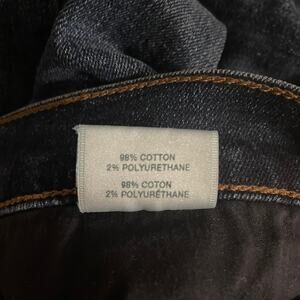 98% COTTON
2% POLYURETHANE
98% COTON
2% POLYURÉTHANE